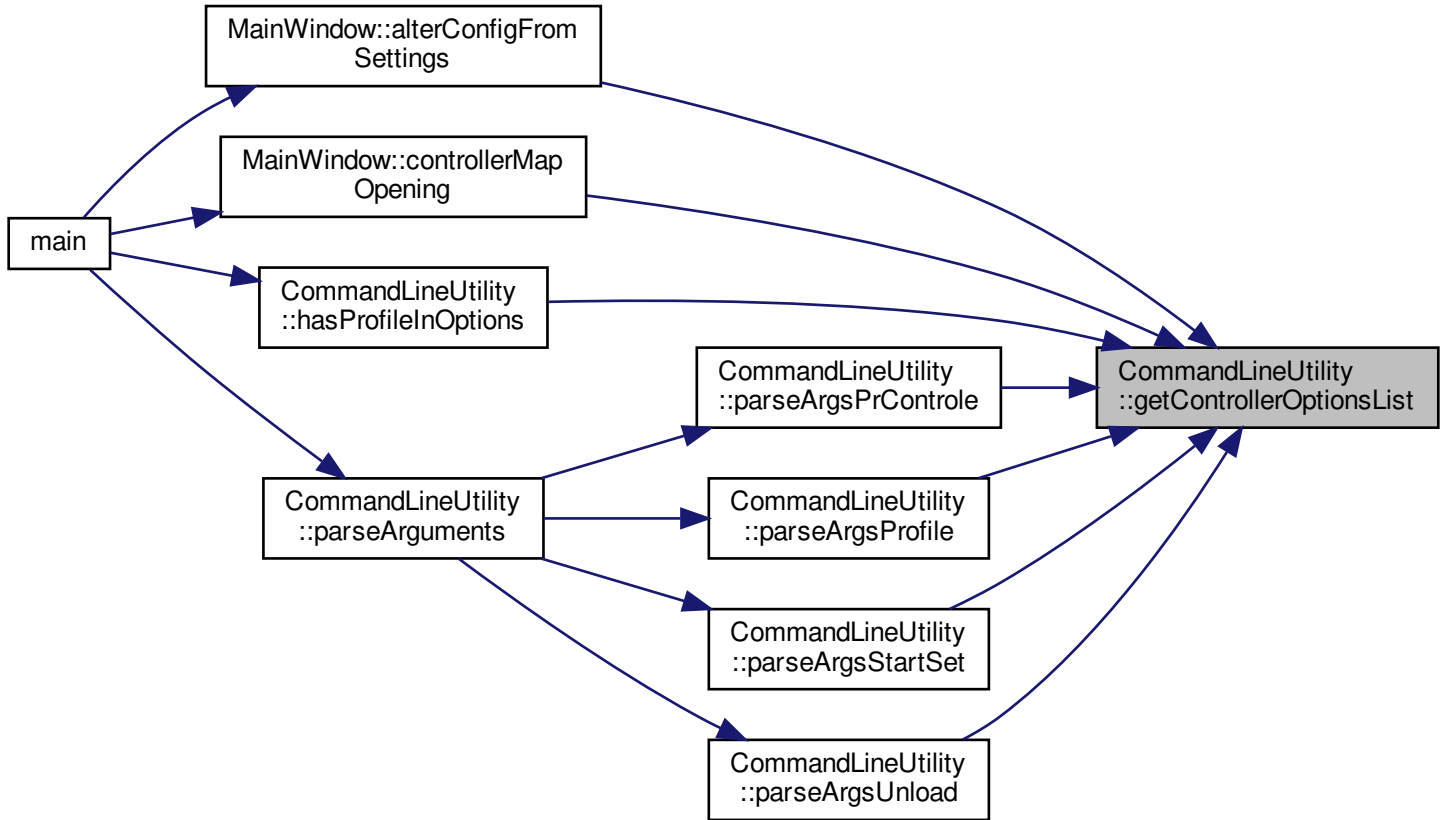 MainWindow::alterConfigFrom
Settings
MainWindow::controllerMap
Opening
main
CommandLineUtility
::hasProfileInOptions
CommandLineUtility
::parseArgsPrControle
CommandLineUtility
::getControllerOptionsList
CommandLineUtility
::parseArguments
CommandLineUtility
::parseArgsProfile
CommandLineUtility
::parseArgsStartSet
CommandLineUtility
::parseArgsUnload